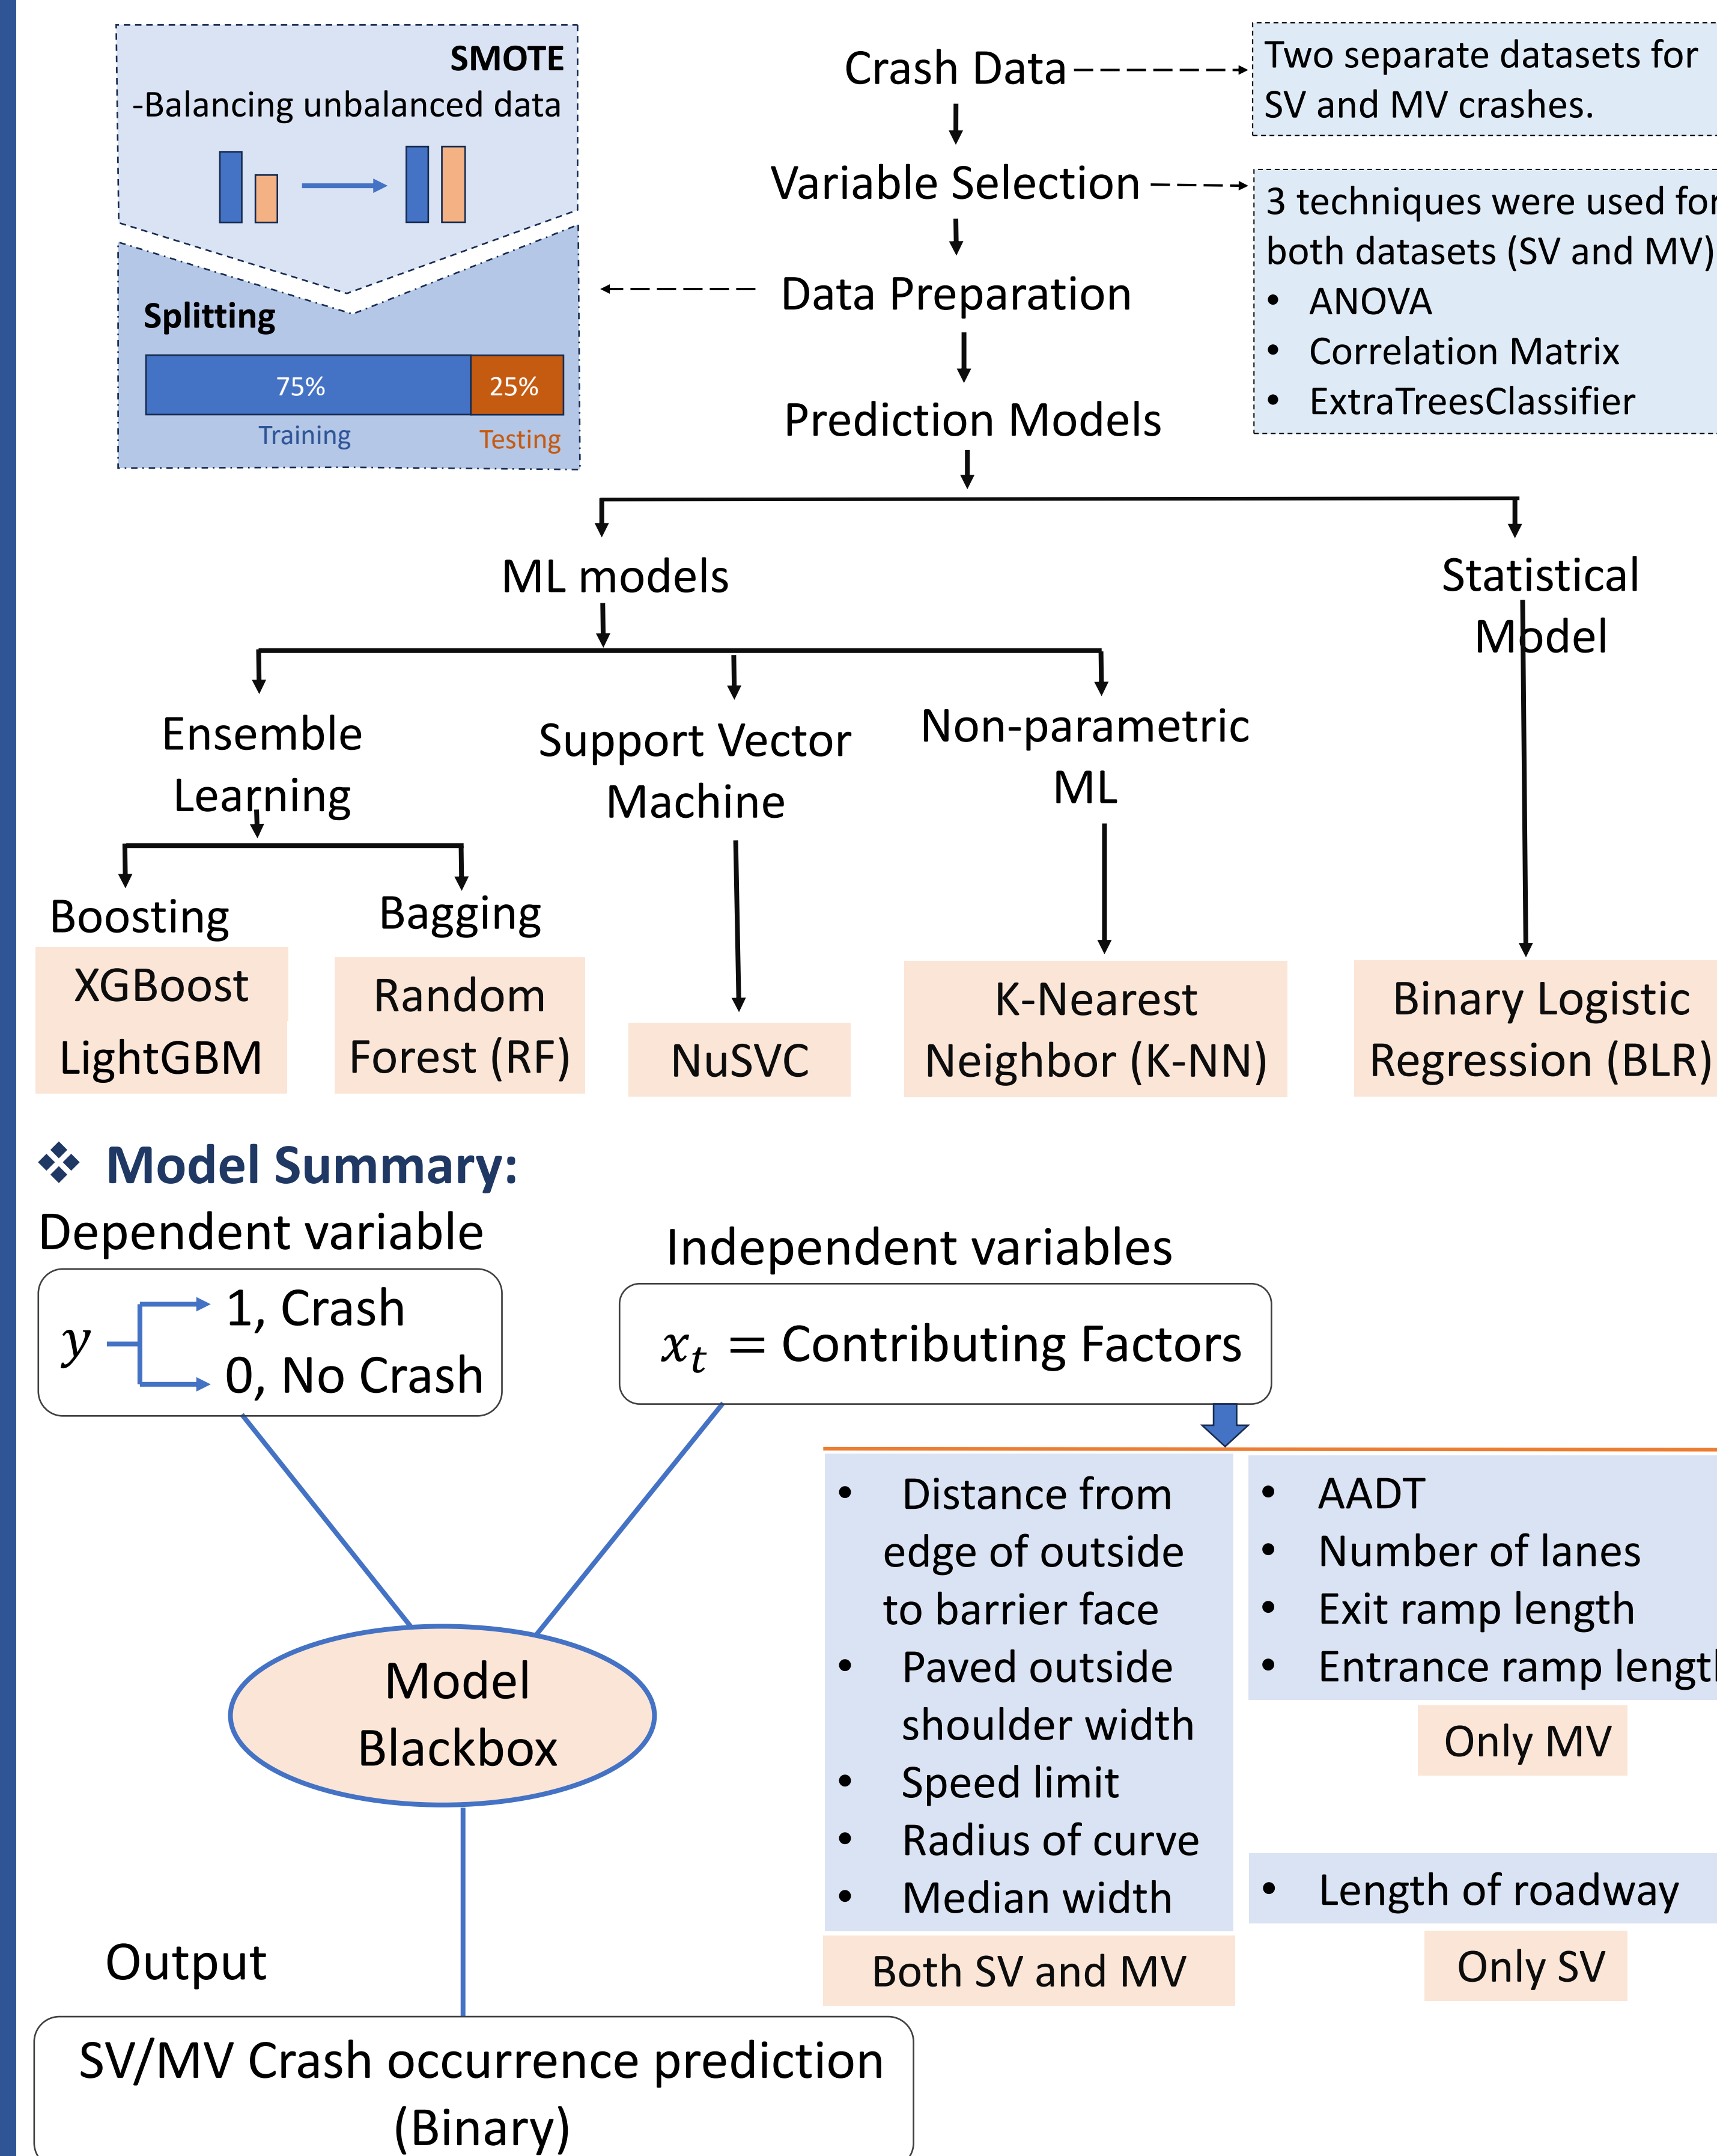 SMOTE
-Balancing unbalanced data
Splitting
75%
25%
Training
Testing
Crash Data
Two separate datasets for
SV and MV crashes.
Variable Selection
3 techniques were used for
both datasets (SV and MV)
• ANOVA
• Correlation Matrix
• ExtraTreesClassifier
Data Preparation
Prediction Models
ML models
Statistical
Model
Ensemble
Learning
Support Vector
Machine
Non-parametric
ML
Boosting
Bagging
XGBoost
LightGBM
Random
Forest (RF)
NuSVC
K-Nearest
Neighbor (K-NN)
Binary Logistic
Regression (BLR)
❖ Model Summary:
Dependent variable
y
1, Crash
0, No Crash
Independent variables
x_t = Contributing Factors
• Distance from
edge of outside
to barrier face
• Paved outside
shoulder width
• Speed limit
• Radius of curve
• Median width
Both SV and MV
• AADT
• Number of lanes
• Exit ramp length
• Entrance ramp length
Only MV
• Length of roadway
Only SV
Model
Blackbox
Output
SV/MV Crash occurrence prediction
(Binary)